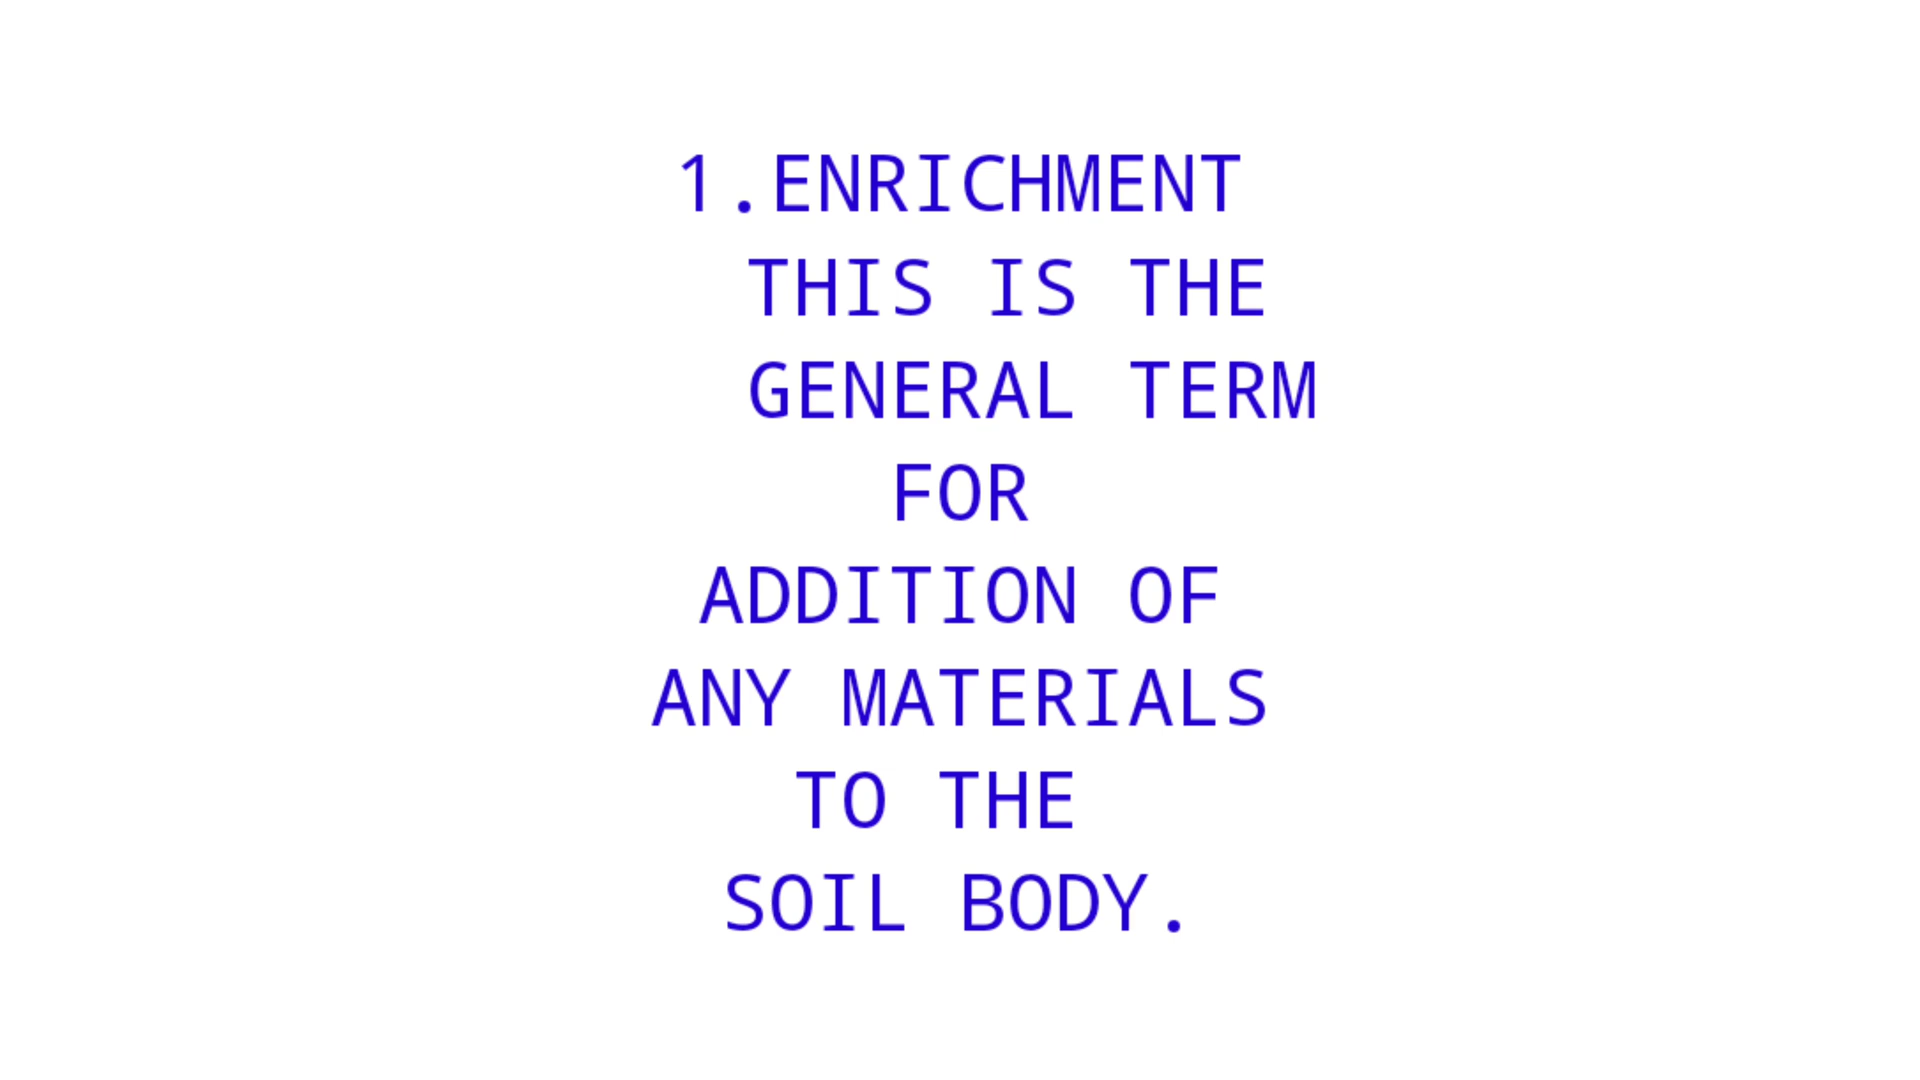 1.ENRICHMENT
THIS IS THE
GENERAL TERM
FOR
ADDITION OF
ANY MATERIALS
TO THE
SOIL BODY.